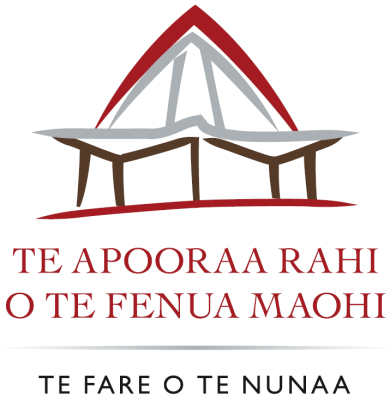 TE APOORAA RAHI
O TE FENUA MAOHI
TE FARE O TE NUNAA